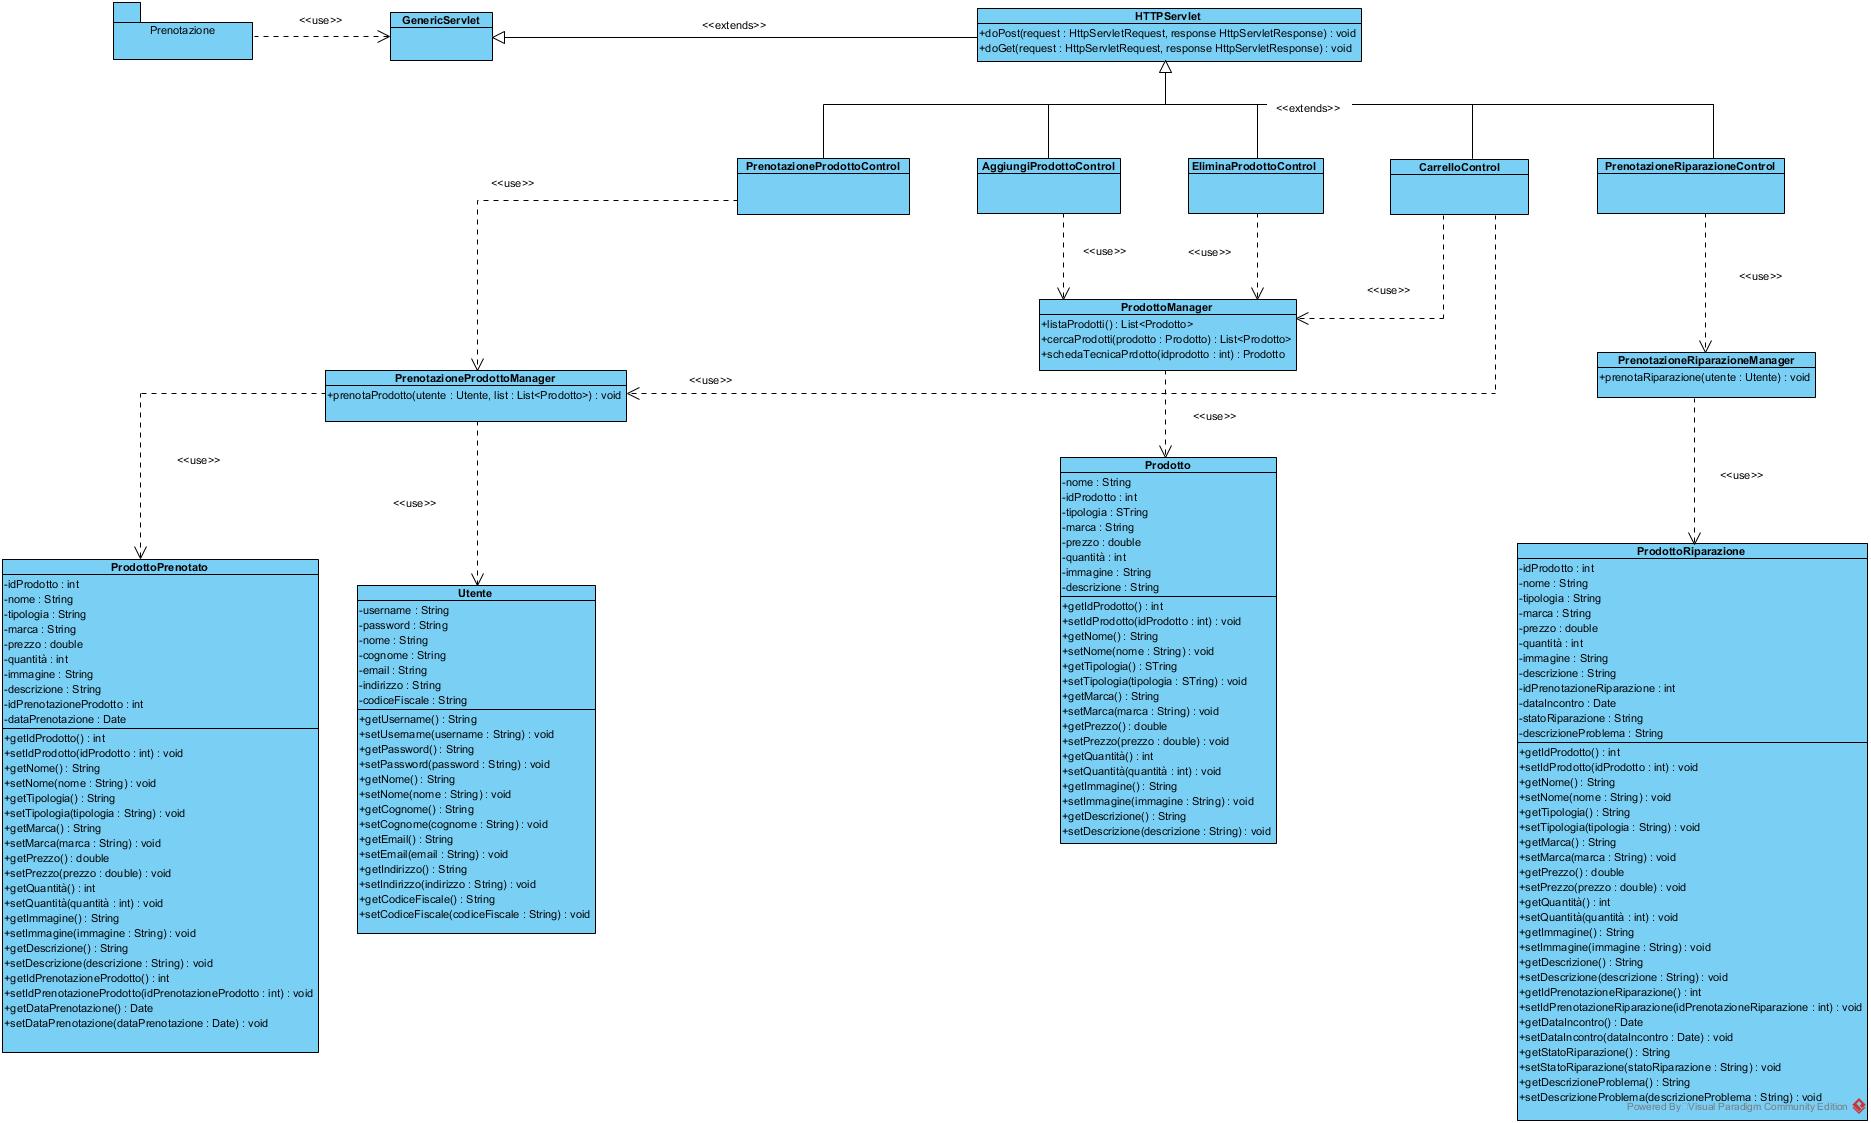 Prenotazione
<<use>>
GenericServlet
<<extends>>
HTTPServlet
+doPost(request : HttpServletRequest, response HttpServletResponse) : void
+doGet(request : HttpServletRequest, response HttpServletResponse) : void
<<extends>>
PrenotazioneProdottoControl
AggiungiProdottoControl
EliminaProdottoControl
CarrelloControl
PrenotazioneRiparazioneControl
<<use>>
<<use>>
<<use>>
<<use>>
<<use>>
ProdottoManager
+listaProdotti() : List<Prodotto>
+cercaProdotti(prodotto : Prodotto) : List<Prodotto>
+schedaTecnicaPrdotto(idprodotto : int) : Prodotto
PrenotazioneRiparazioneManager
+prenotaRiparazione(utente : Utente) : void
PrenotazioneProdottoManager
+prenotaProdotto(utente : Utente, list : List<Prodotto>) : void
<<use>>
<<use>>
<<use>>
<<use>>
<<use>>
ProdottoPrenotato
-idProdotto : int
-nome : String
-tipologia : String
-marca : String
-prezzo : double
-quantità : int
-immagine : String
-descrizione : String
-idPrenotazioneProdotto : int
-dataPrenotazione : Date
+getIdProdotto() : int
+setIdProdotto(idProdotto : int) : void
+getNome() : String
+setNome(nome : String) : void
+getTipologia() : String
+setTipologia(tipologia : String) : void
+getMarca() : String
+setMarca(marca : String) : void
+getPrezzo() : double
+setPrezzo(prezzo : double) : void
+getQuantità() : int
+setQuantità(quantità : int) : void
+getImmagine() : String
+setImmagine(immagine : String) : void
+getDescrizione() : String
+setDescrizione(descrizione : String) : void
+getIdPrenotazioneProdotto() : int
+setIdPrenotazioneProdotto(idPrenotazioneProdotto : int) : void
+getDataPrenotazione() : Date
+setDataPrenotazione(dataPrenotazione : Date) : void
Utente
-username : String
-password : String
-nome : String
-cognome : String
-email : String
-indirizzo : String
-codiceFiscale : String
+getUsername() : String
+setUsername(username : String) : void
+getPassword() : String
+setPassword(password : String) : void
+getNome() : String
+setNome(nome : String) : void
+getCognome() : String
+setCognome(cognome : String) : void
+getEmail() : String
+setEmail(email : String) : void
+getIndirizzo() : String
+setIndirizzo(indirizzo : String) : void
+getCodiceFiscale() : String
+setCodiceFiscale(codiceFiscale : String) : void
Prodotto
-nome : String
-idProdotto : int
-tipologia : STring
-marca : String
-prezzo : double
-quantità : int
-immagine : String
-descrizione : String
+getIdProdotto() : int
+setIdProdotto(idProdotto : int) : void
+getNome() : String
+setNome(nome : String) : void
+getTipologia() : STring
+setTipologia(tipologia : STring) : void
+getMarca() : String
+setMarca(marca : String) : void
+getPrezzo() : double
+setPrezzo(prezzo : double) : void
+getQuantità() : int
+setQuantità(quantità : int) : void
+getImmagine() : String
+setImmagine(immagine : String) : void
+getDescrizione() : String
+setDescrizione(descrizione : String) : void
ProdottoRiparazione
-idProdotto : int
-nome : String
-tipologia : String
-marca : String
-prezzo : double
-quantità : int
-immagine : String
-descrizione : String
-idPrenotazioneRiparazione : int
-dataIncontro : Date
-statoRiparazione : String
-descrizioneProblema : String
+getIdProdotto() : int
+setIdProdotto(idProdotto : int) : void
+getNome() : String
+setNome(nome : String) : void
+getTipologia() : String
+setTipologia(tipologia : String) : void
+getMarca() : String
+setMarca(marca : String) : void
+getPrezzo() : double
+setPrezzo(prezzo : double) : void
+getQuantità() : int
+setQuantità(quantità : int) : void
+getImmagine() : String
+setImmagine(immagine : String) : void
+getDescrizione() : String
+setDescrizione(descrizione : String) : void
+getIdPrenotazioneRiparazione() : int
+setIdPrenotazioneRiparazione(idPrenotazioneRiparazione : int) : void
+getDataIncontro() : Date
+setDataIncontro(dataIncontro : Date) : void
+getStatoRiparazione() : String
+setStatoRiparazione(statoRiparazione : String) : void
+getDescrizioneProblema() : String
+setDescrizioneProblema(descrizioneProblema : String) : void
Powered By Visual Paradigm Community Edition